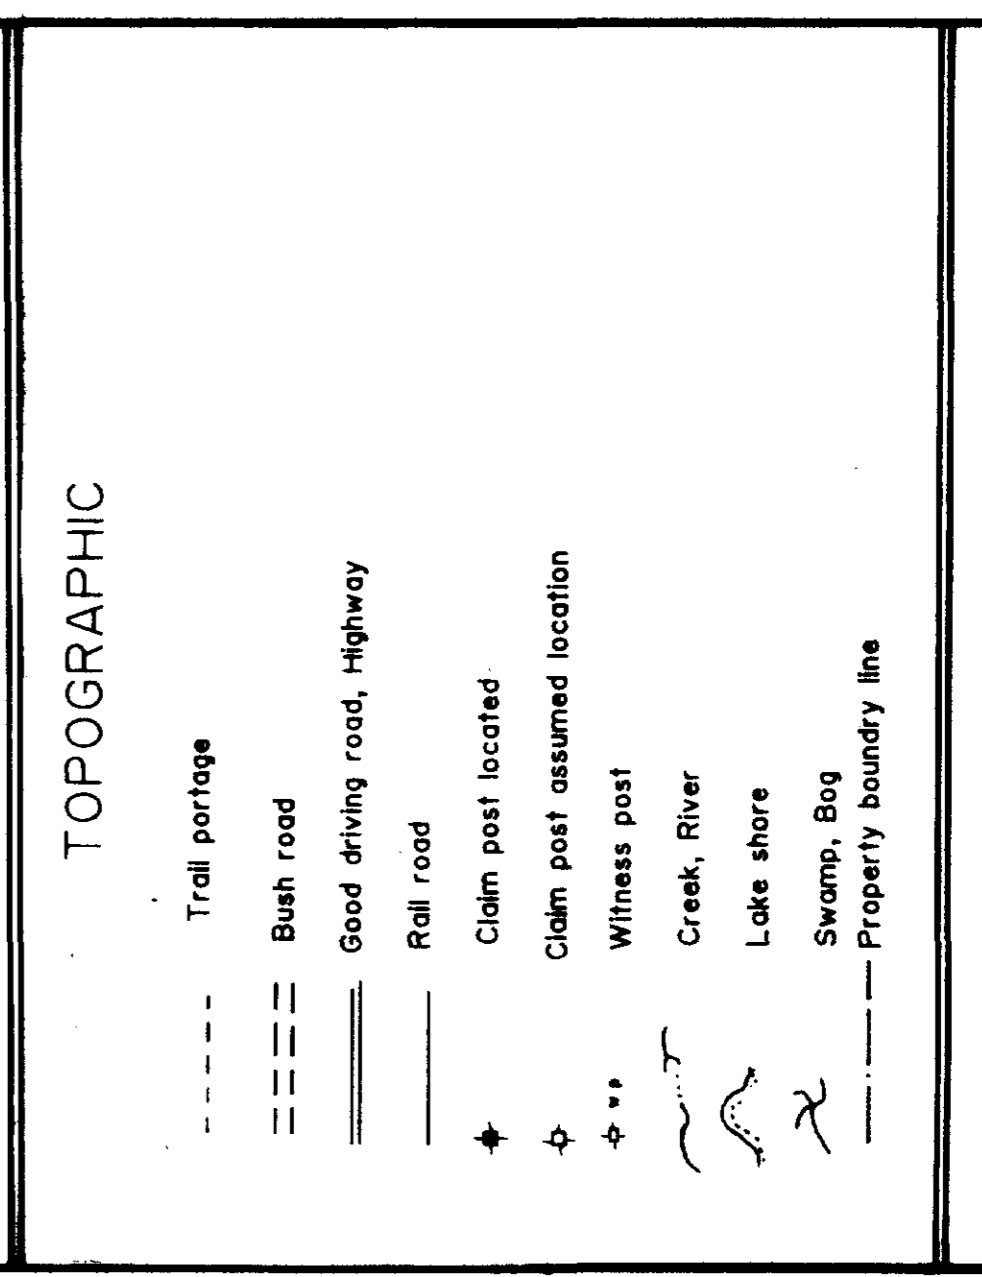 TOPOGRAPHIC
Trail portage
Bush road
Good driving road, Highway
Rail road
Claim post located
Claim post assumed location
w p Witness post
Creek, River
Lake shore
Swamp, Bog
Property boundry line